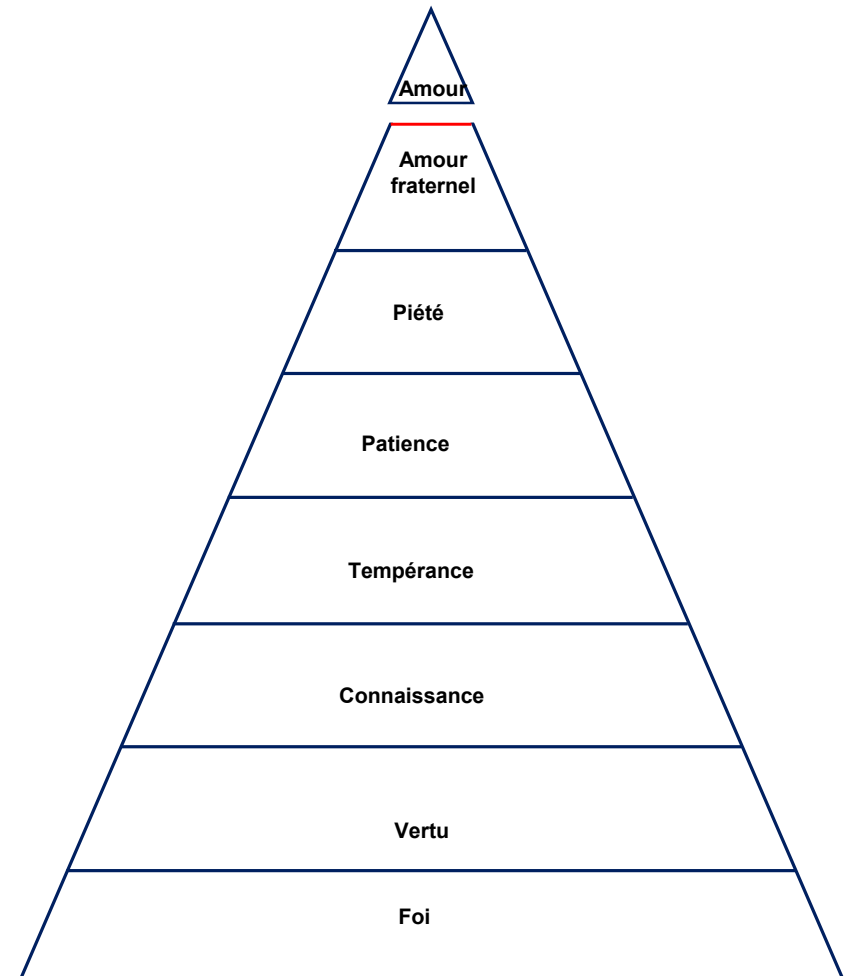 Amour
Amour
fraternel
Piété
Patience
Tempérance
Connaissance
Vertu
Foi